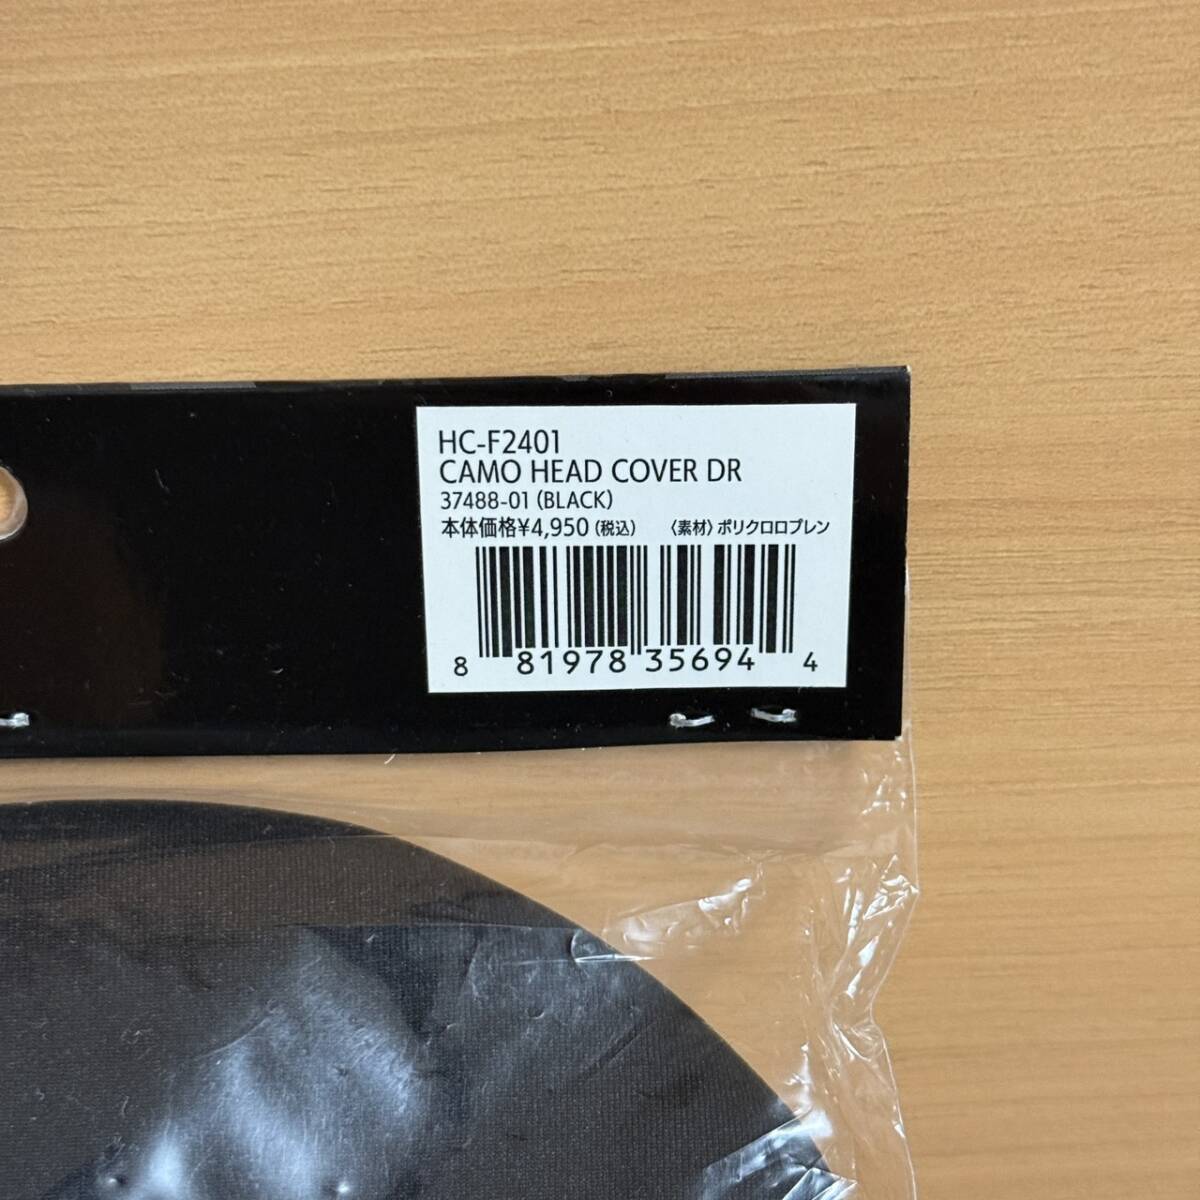 HC-F2401
CAMO HEAD COVER DR
37488-01 (BLACK)
本体価格¥4,950 (税込) 〈素材〉ポリクロロプレン
8 81978 35694 4